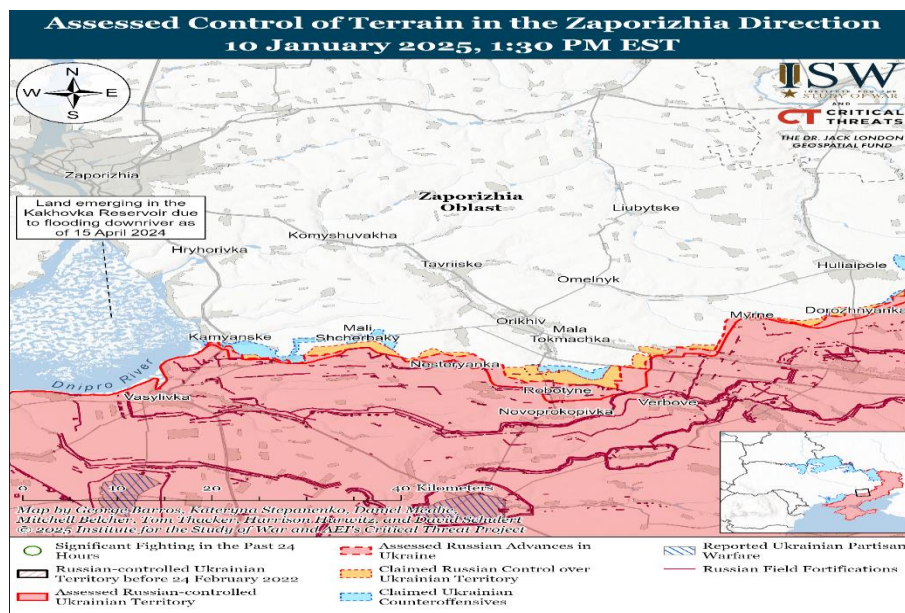 Assessed Control of Terrain in the Zaporizhia Direction
10 January 2025, 1:30 PM EST
N
W E
S
ISW
INSTITUTE FOR THE
STUDY OF WAR
AND
CT CRITICAL
THREATS
THE DR. JACK LONDON
GEOSPATIAL FUND
Zaporizhia
Land emerging in the
Kakhovka Reservoir due
to flooding downriver as
of 15 April 2024
Zaporizhia
Oblast
Liubytske
Komyshuvakha
Hryhorivka
Tavriiske
Huliaipole
Omelnyk
Orikhiv
Dorozhnyanka
Myrne
Kamyanske
Mali
Shcherbaky
Mala
Tokmachka
Nesteryanka
Dnipro River
Robotyne
Vasylivka
Verbove
Novoprokopivka
0 10 20 40 Kilometers
Map by George Barros, Kateryna Stepanenko, Daniel Mealie,
Mitchell Belcher, Tom Thacker, Harrison Hurwitz, and David Schulert
© 2025 Institute for the Study of War and AEI's Critical Threat Project
Significant Fighting in the Past 24
Hours
Russian-controlled Ukrainian
Territory before 24 February 2022
Assessed Russian-controlled
Ukrainian Territory
Assessed Russian Advances in
Ukraine
Claimed Russian Control over
Ukrainian Territory
Claimed Ukrainian
Counteroffensives
Reported Ukrainian Partisan
Warfare
Russian Field Fortifications